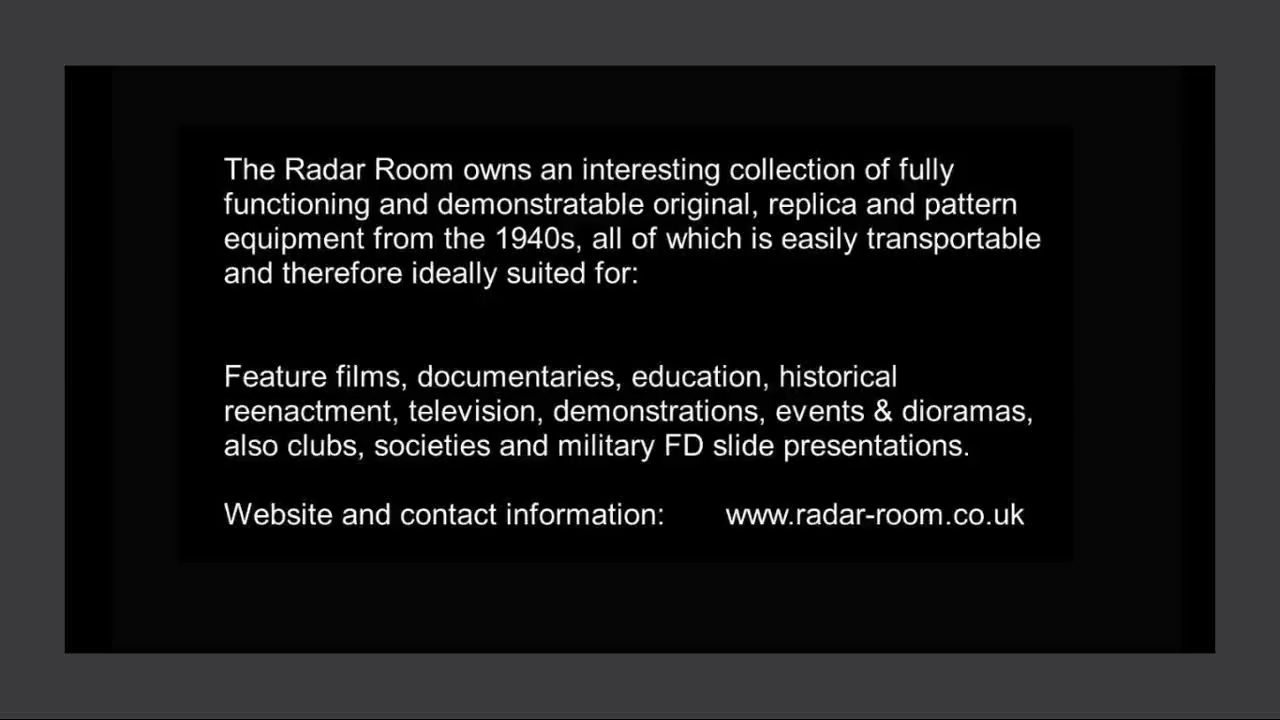 The Radar Room owns an interesting collection of fully
functioning and demonstratable original, replica and pattern
equipment from the 1940s, all of which is easily transportable
and therefore ideally suited for:
Feature films, documentaries, education, historical
reenactment, television, demonstrations, events & dioramas,
also clubs, societies and military FD slide presentations.
Website and contact information: www.radar-room.co.uk